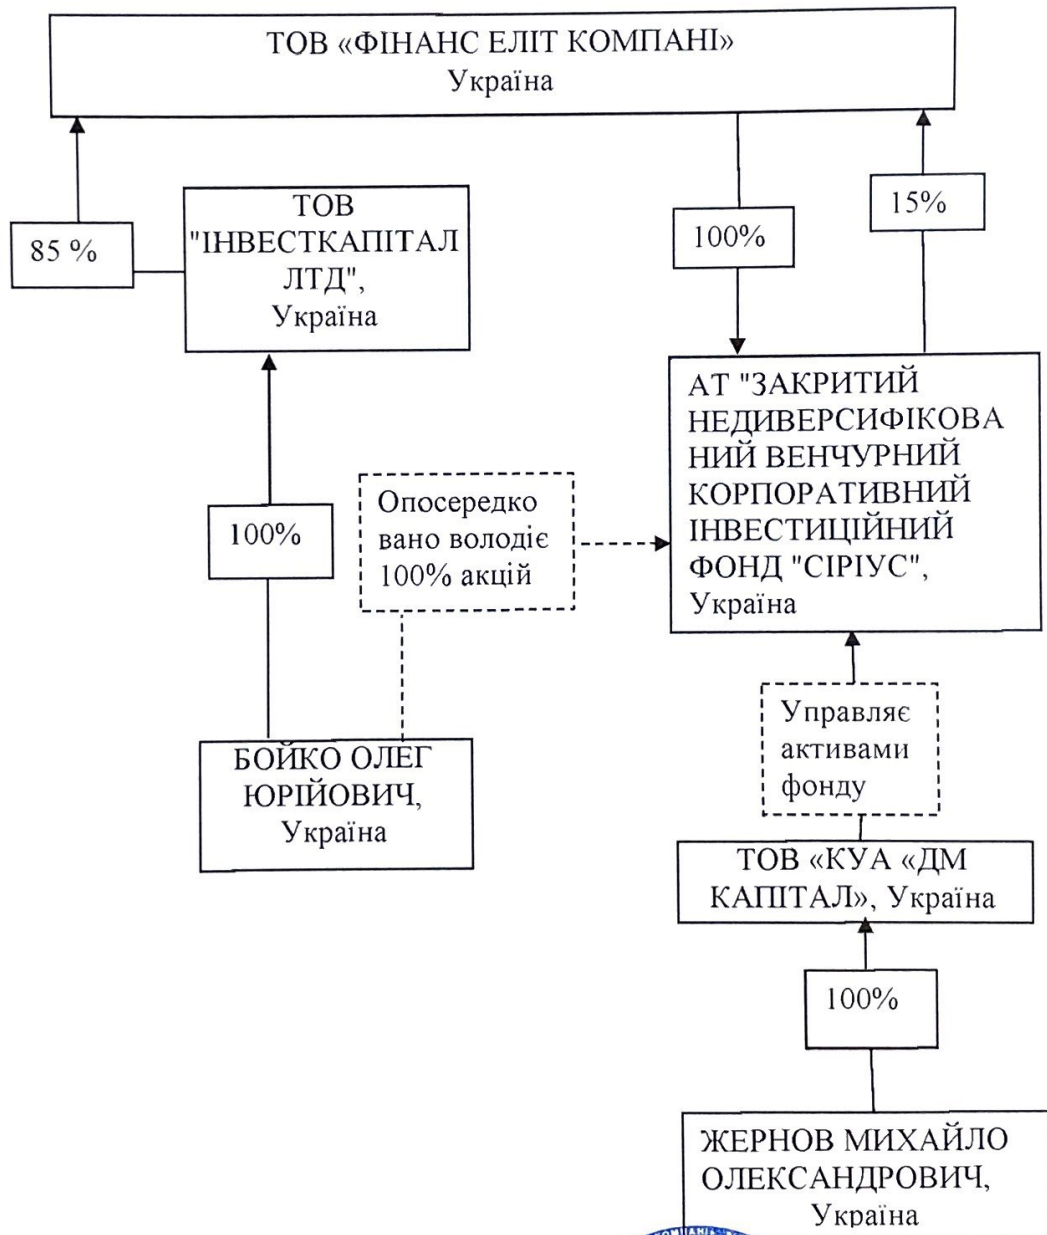 ТОВ «ФІНАНС ЕЛІТ КОМПАНІ»
Україна
85 %
ТОВ
"ІНВЕСТКАПІТАЛ
ЛТД",
Україна
100%
15%
АТ "ЗАКРИТИЙ
НЕДИВЕРСИФІКОВА
НИЙ ВЕНЧУРНИЙ
КОРПОРАТИВНИЙ
ІНВЕСТИЦІЙНИЙ
ФОНД "СІРІУС",
Україна
100%
Опосередко
вано володіє
100% акцій
БОЙКО ОЛЕГ
ЮРІЙОВИЧ,
Україна
Управляє
активами
фонду
ТОВ «КУА «ДМ
КАПІТАЛ», Україна
100%
ЖЕРНОВ МИХАЙЛО
ОЛЕКСАНДРОВИЧ,
Україна